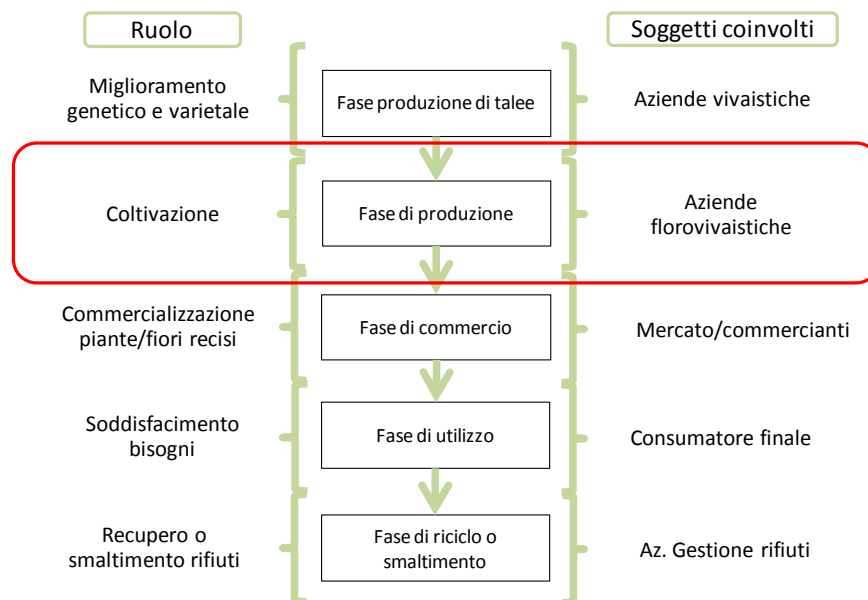 Ruolo
Soggetti coinvolti
Miglioramento
genetico e varietale
Fase produzione di talee
Aziende vivaistiche
Coltivazione
Fase di produzione
Aziende
florovivaistiche
Commercializzazione
piante/fiori recisi
Fase di commercio
Mercato/commercianti
Soddisfacimento
bisogni
Fase di utilizzo
Consumatore finale
Recupero o
smaltimento rifiuti
Fase di riciclo o
smaltimento
Az. Gestione rifiuti